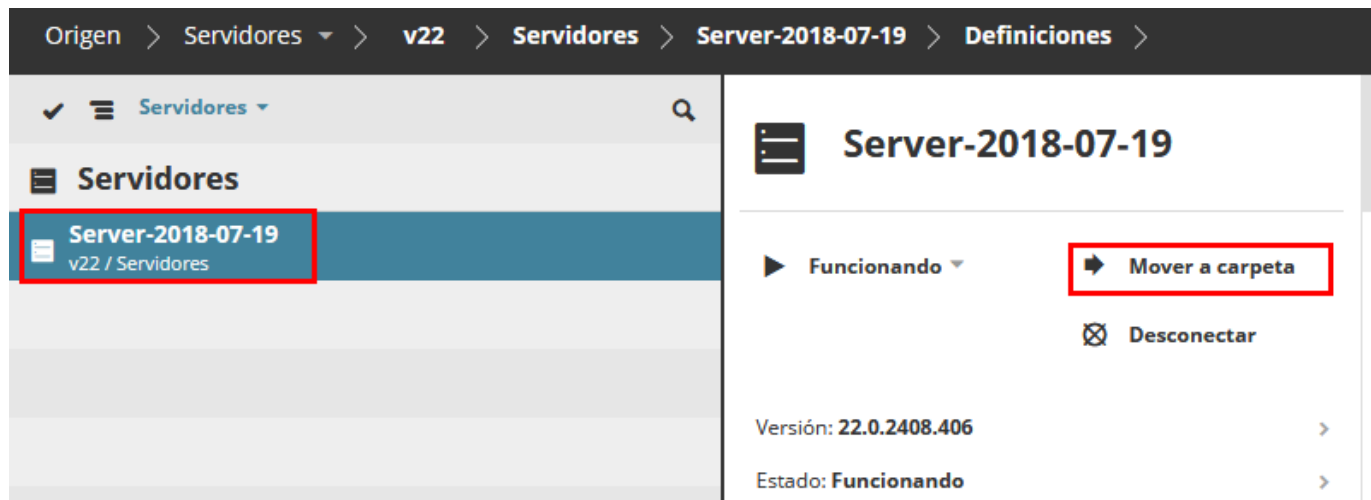 Origen > Servidores > v22 > Servidores > Server-2018-07-19 > Definiciones >
Servidores
Servidores
Server-2018-07-19
v22 / Servidores
Server-2018-07-19
Funcionando
Mover a carpeta
Desconectar
Versión: 22.0.2408.406
Estado: Funcionando